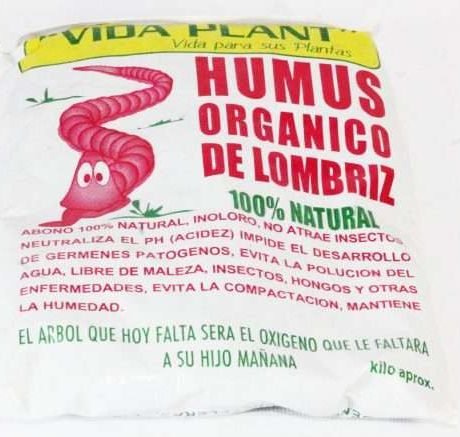 "VIDA PLANT"
Vida para sus Plantas
HUMUS
ORGANICO
DE LOMBRIZ
100% NATURAL
ABONO 100% NATURAL, INOLORO, NO ATRAE INSECTOS
NEUTRALIZA EL PH (ACIDEZ) IMPIDE EL DESARROLLO
DE GERMENES PATOGENOS, EVITA LA POLUCION DEL
AGUA, LIBRE DE MALEZA, INSECTOS, HONGOS Y OTRAS
ENFERMEDADES, EVITA LA COMPACTACION, MANTIENE
LA HUMEDAD.
EL ARBOL QUE HOY FALTA SERA EL OXIGENO QUE LE FALTARA
A SU HIJO MAÑANA
kilo aprox.